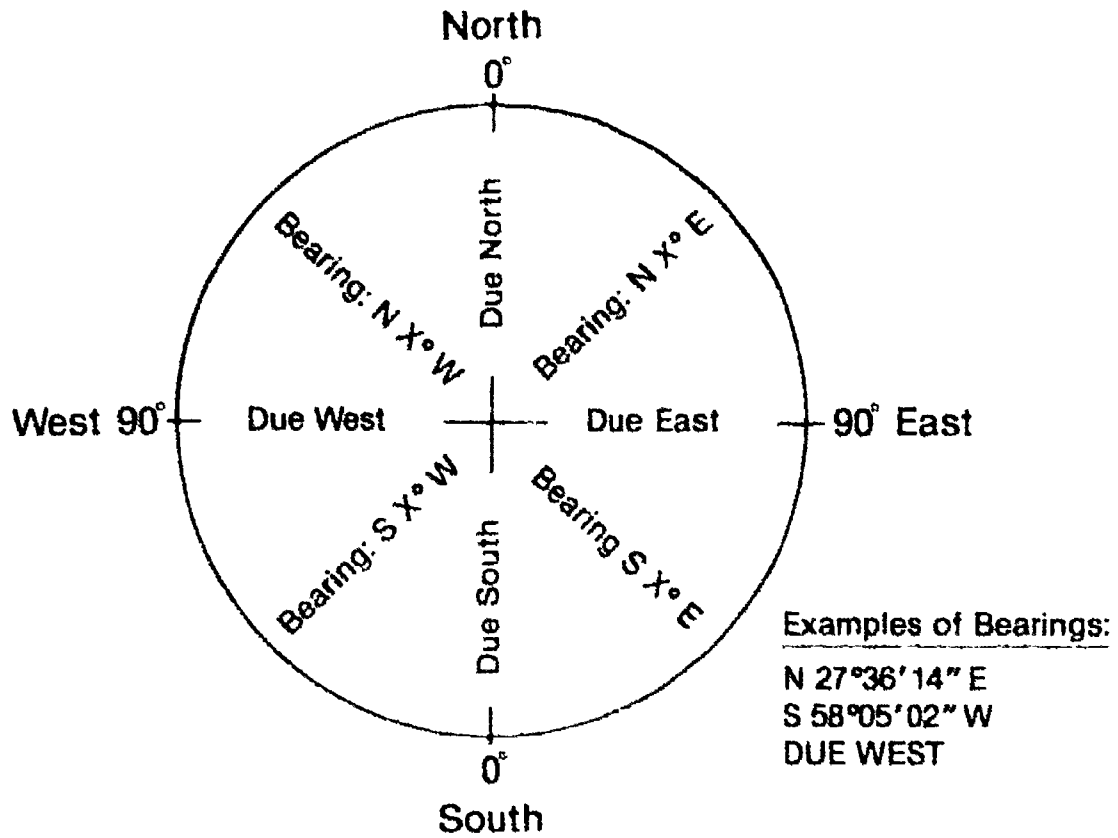 North
0°
Bearing: N X° W
Due North
Bearing: N X° E
West 90°
Due West
Due East
90° East
Bearing: S X° W
Due South
Bearing S X° E
0°
South
Examples of Bearings:
N 27°36'14" E
S 58°05'02" W
DUE WEST